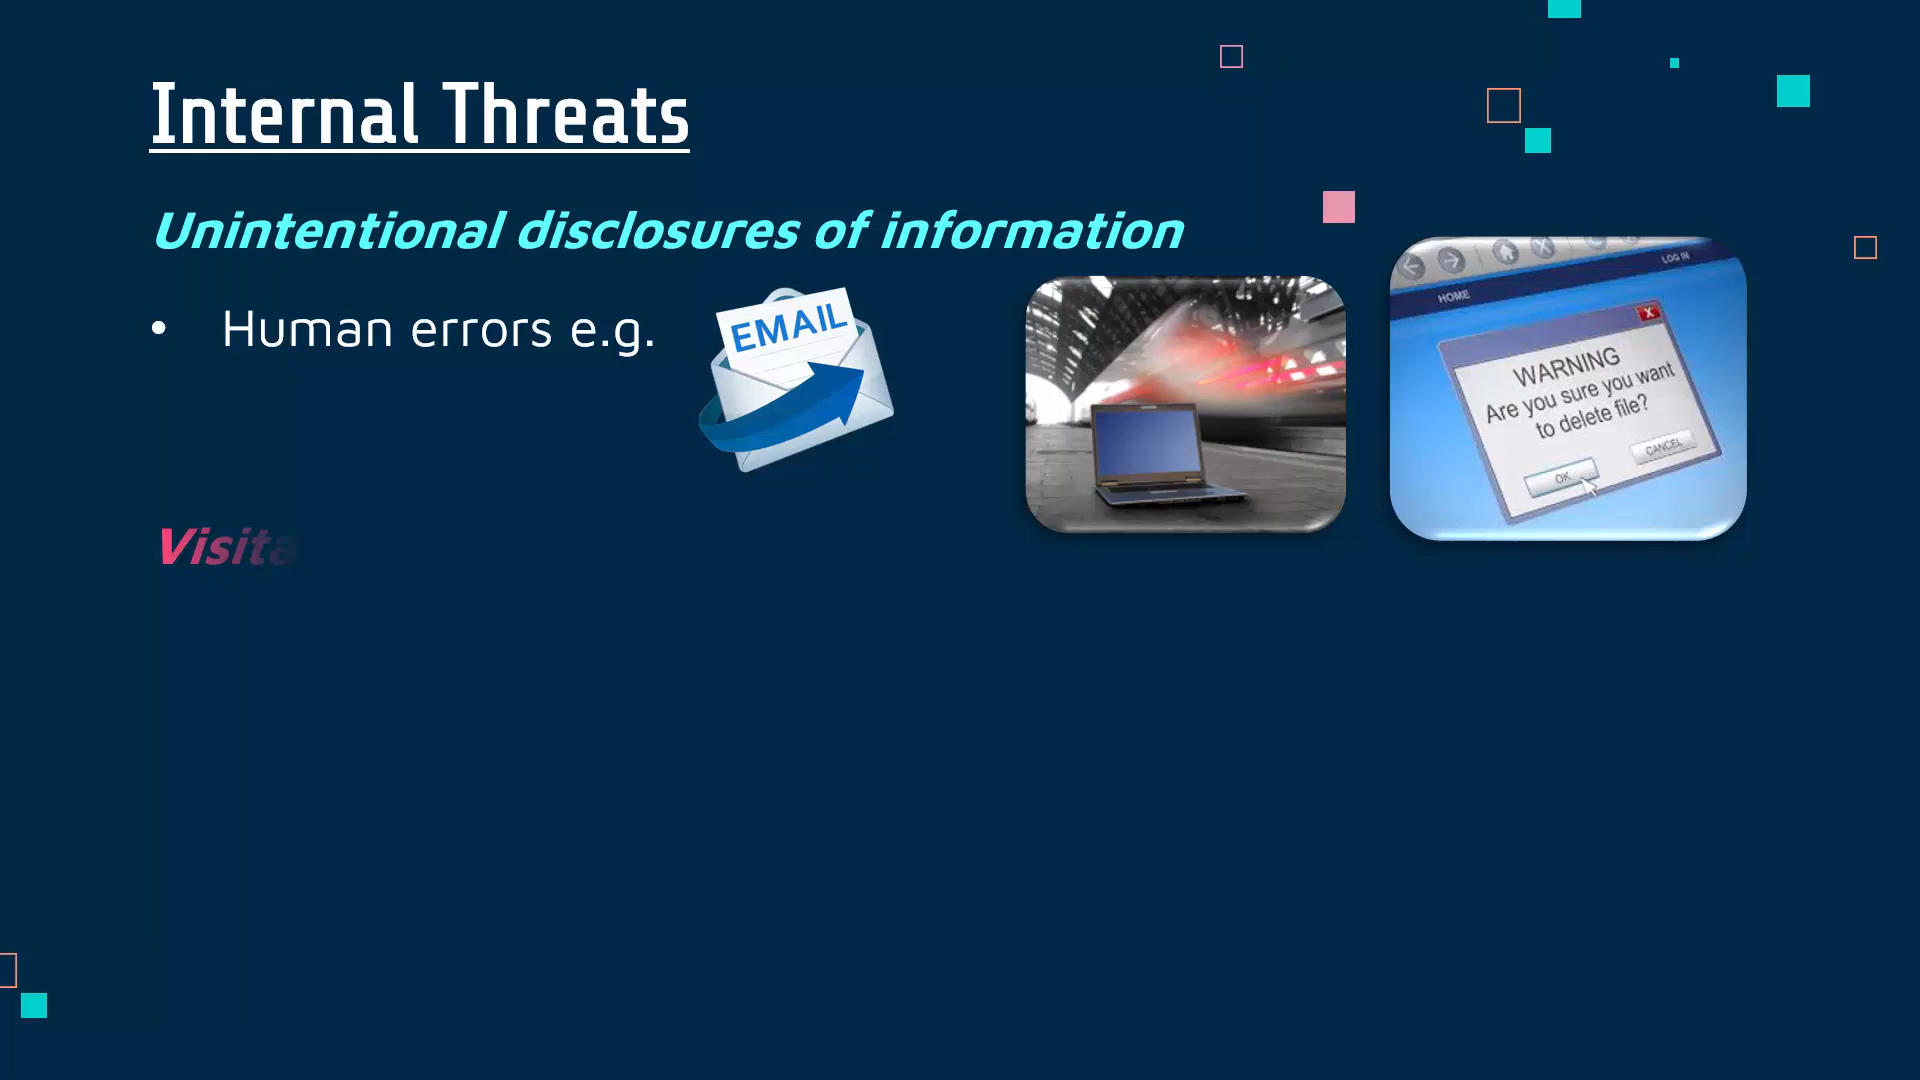 Internal Threats
Unintentional disclosures of information
• Human errors e.g.
EMAIL
HOME
LOG IN
X
WARNING
Are you sure you want
to delete file?
OK
CANCEL
Visita